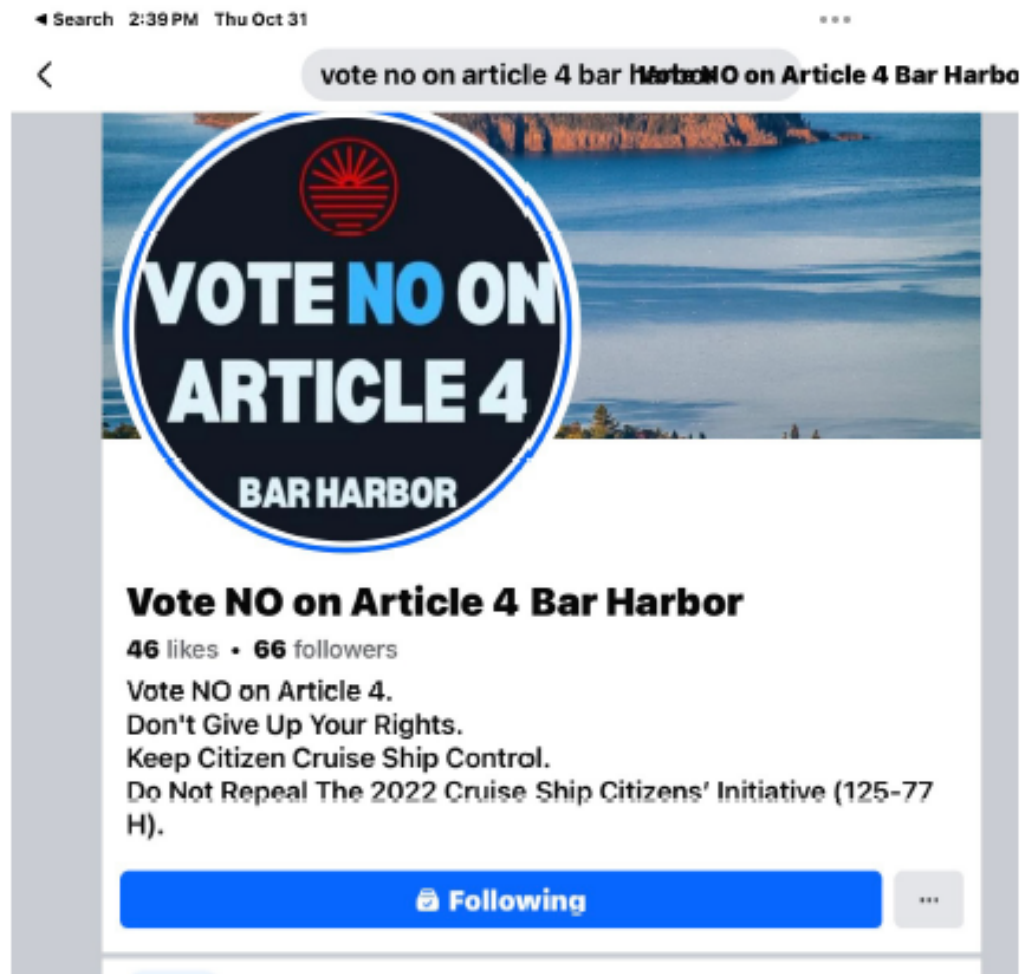 Search 2:39 PM Thu Oct 31
vote no on article 4 bar Vote NO on Article 4 Bar Harbo
VOTE NO ON
ARTICLE 4
BAR HARBOR
Vote NO on Article 4 Bar Harbor
46 likes • 66 followers
Vote NO on Article 4.
Don't Give Up Your Rights.
Keep Citizen Cruise Ship Control.
Do Not Repeal The 2022 Cruise Ship Citizens' Initiative (125-77
H).
Following